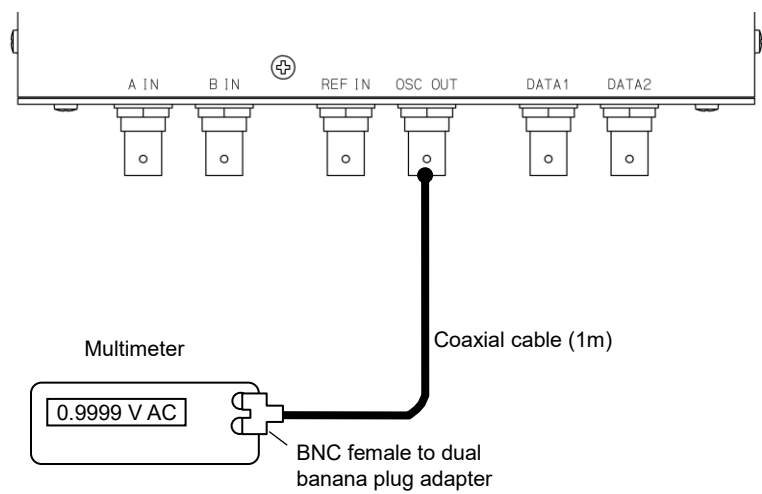 A IN B IN REF IN OSC OUT DATA1 DATA2
Coaxial cable (1m)
Multimeter
0.9999 V AC
BNC female to dual
banana plug adapter